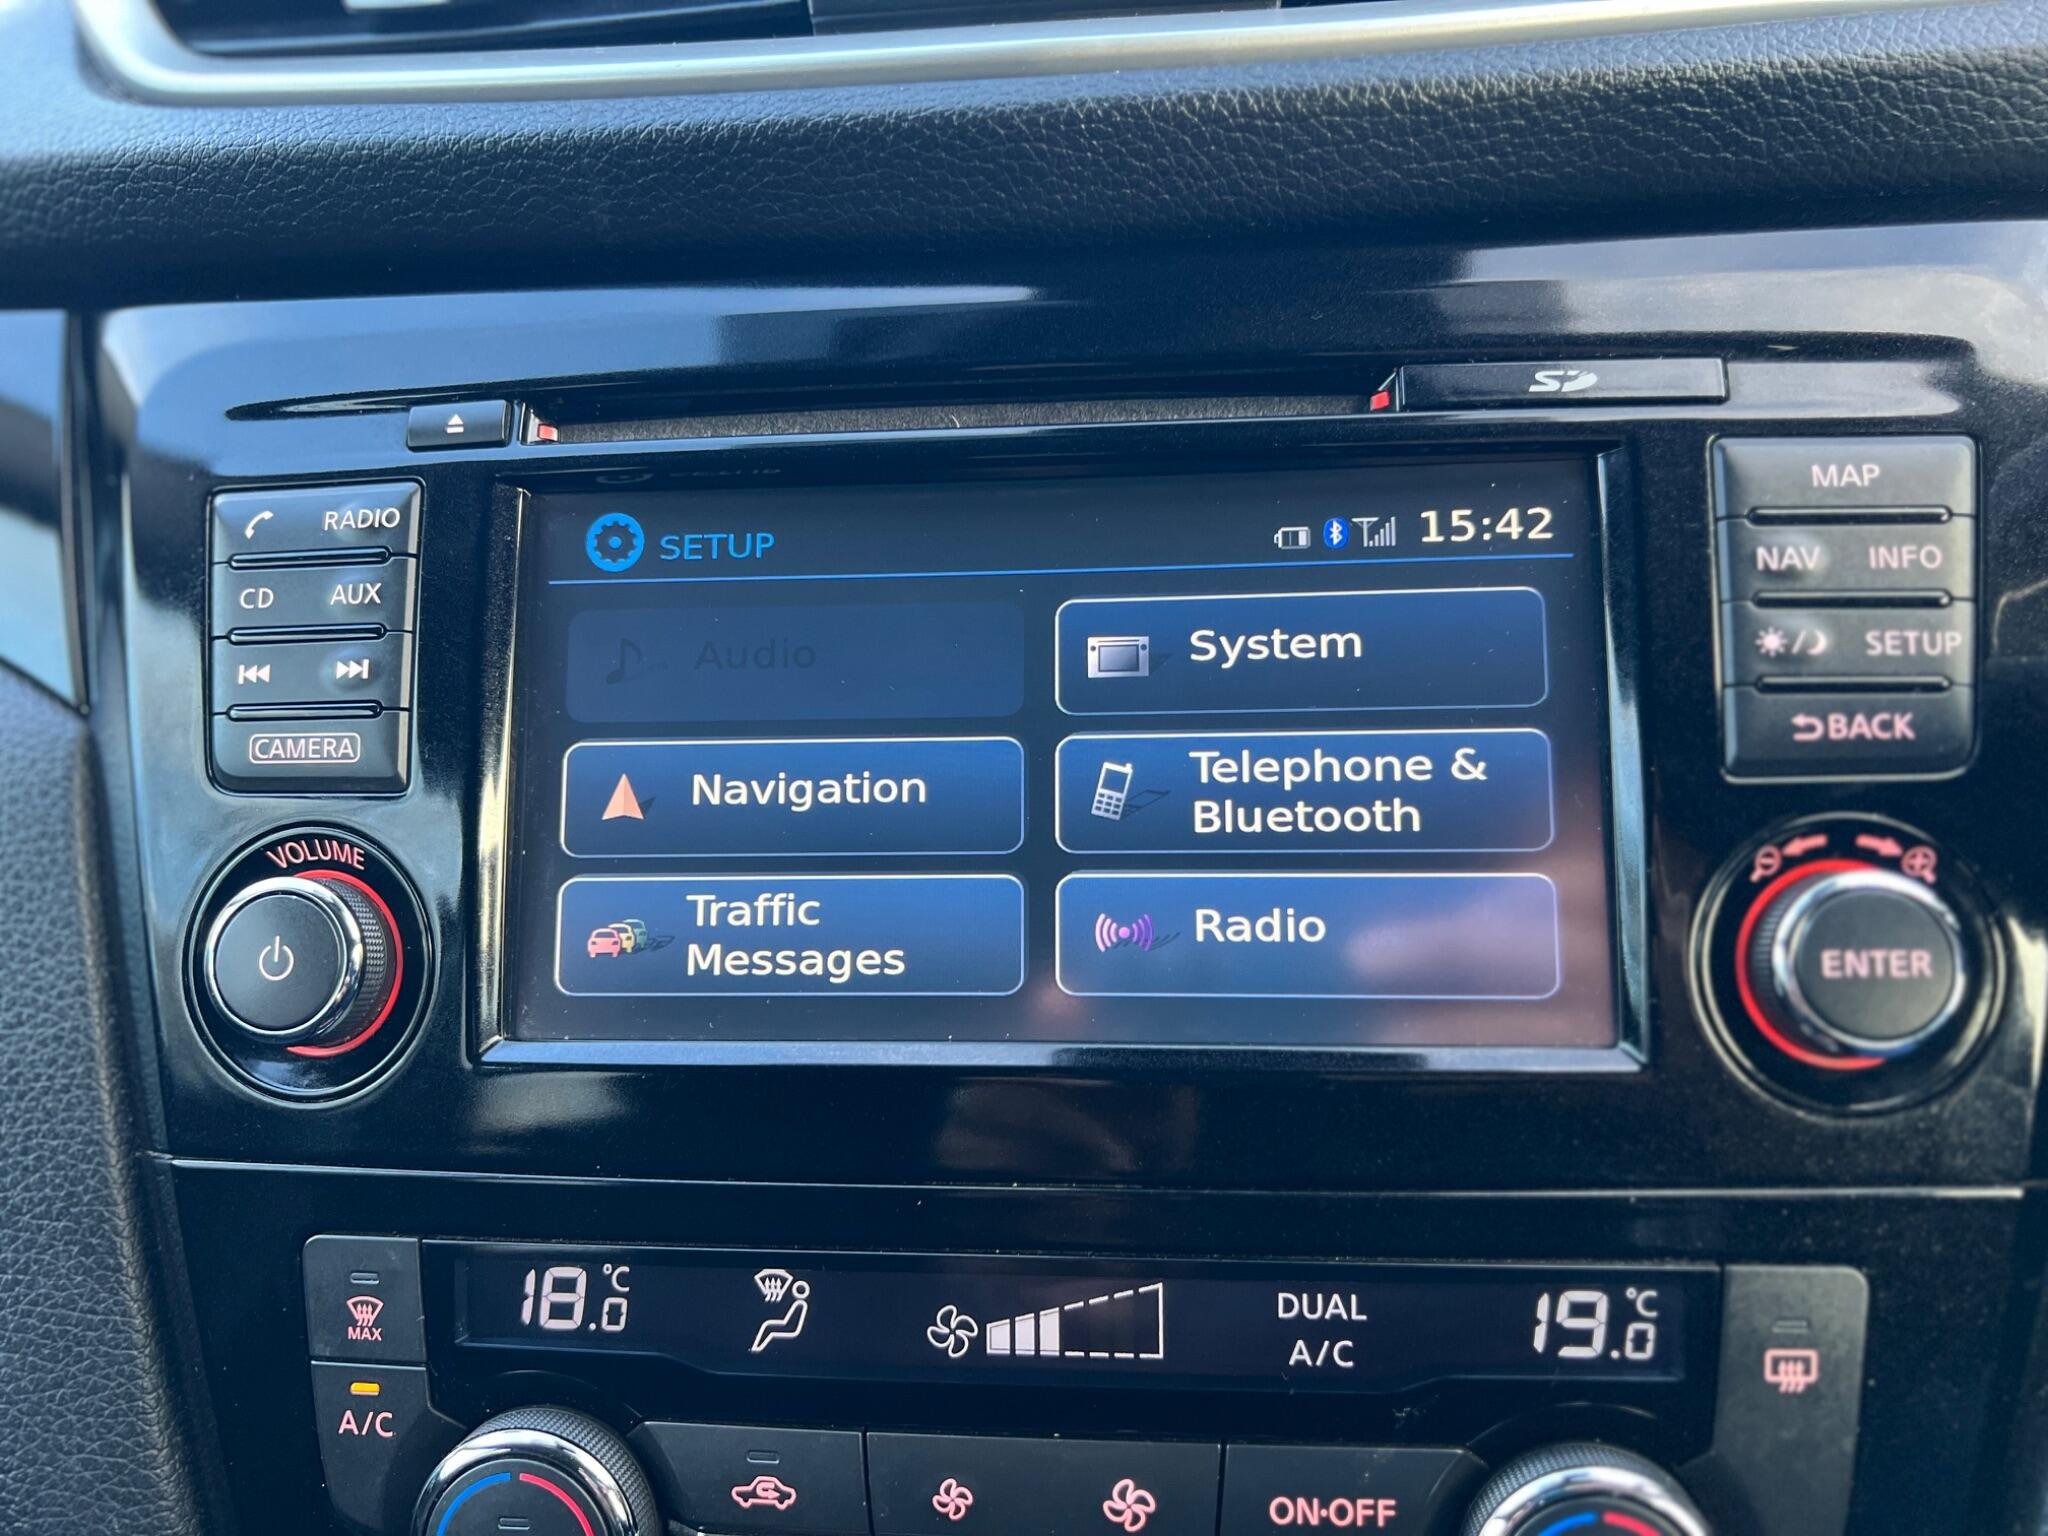 SD
RADIO
CD AUX
CAMERA
VOLUME
SETUP 15:42
Audio
System
Navigation
Telephone &
Bluetooth
Traffic
Messages
Radio
MAP
NAV INFO
SETUP
BACK
ENTER
MAX
A/C
18.0 °C
DUAL
A/C
19.0 °C
ON•OFF